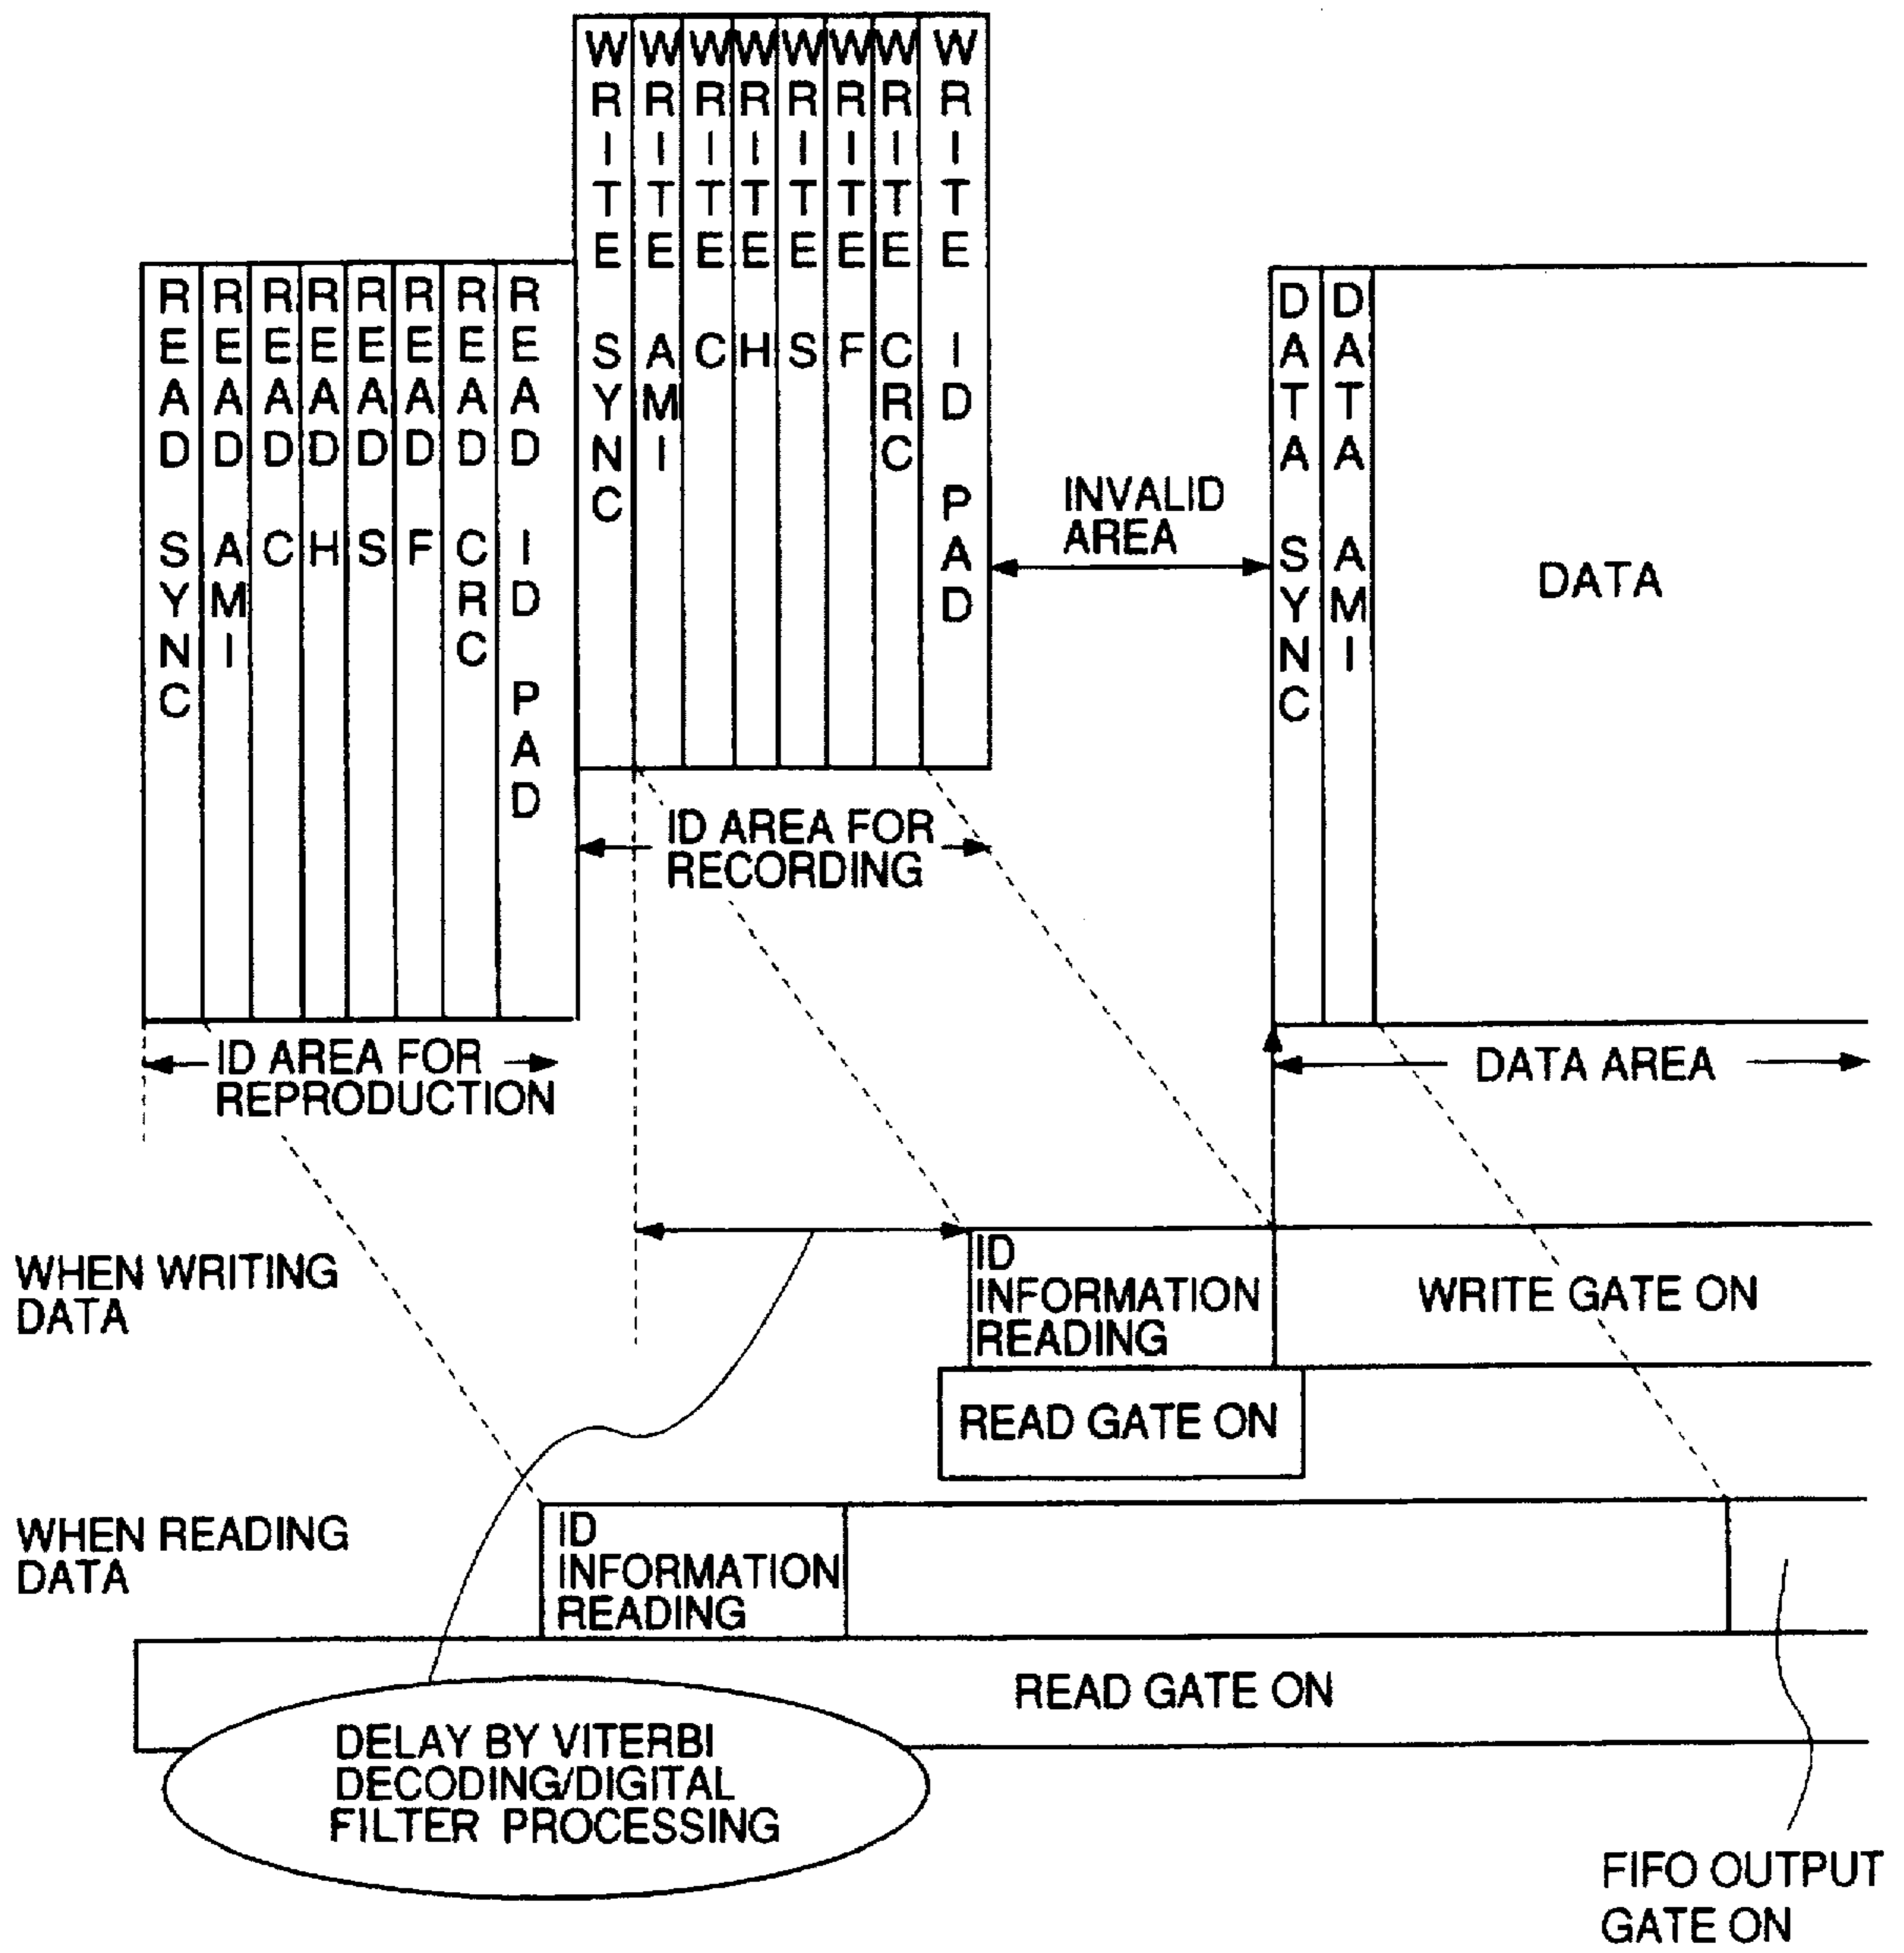 READ SYNC
READ AMI
READ C
READ H
READ S
READ F
READ CRC
READ ID PAD
WRITE SYNC
WRITE AMI
WRITE C
WRITE H
WRITE S
WRITE F
WRITE CRC
WRITE ID PAD
INVALID
AREA
DATA SYNC
DATA AMI
DATA
ID AREA FOR
RECORDING
ID AREA FOR
REPRODUCTION
DATA AREA
WHEN WRITING
DATA
ID
INFORMATION
READING
WRITE GATE ON
READ GATE ON
WHEN READING
DATA
ID
INFORMATION
READING
READ GATE ON
DELAY BY VITERBI
DECODING/DIGITAL
FILTER PROCESSING
FIFO OUTPUT
GATE ON